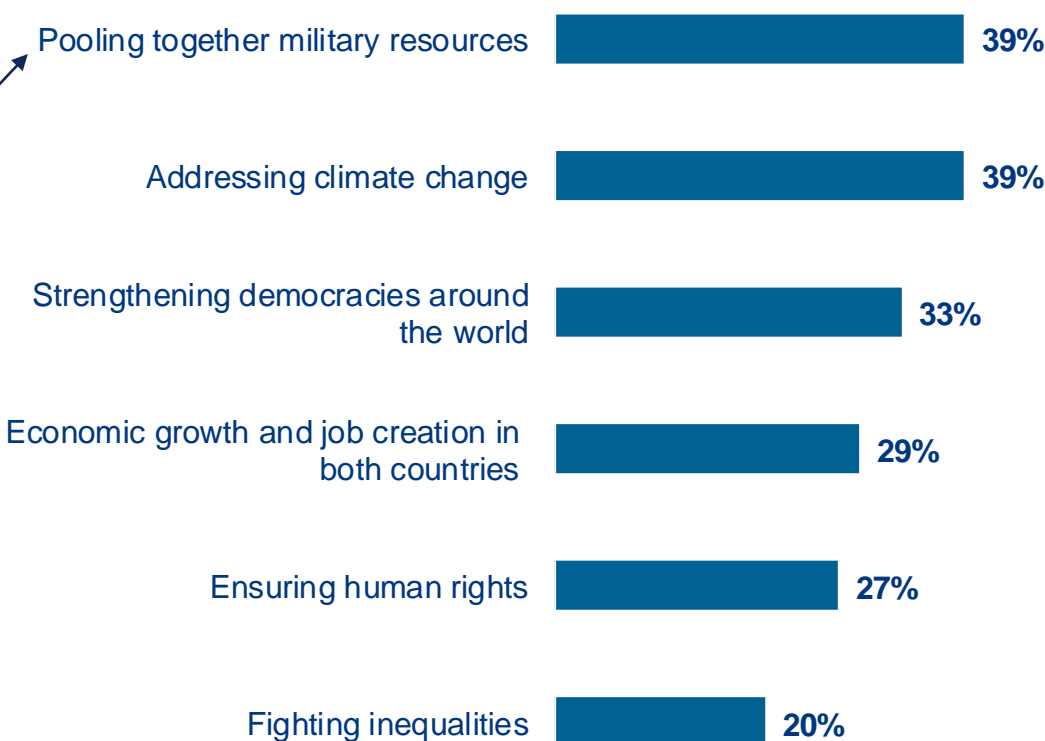 Pooling together military resources 39%
Addressing climate change 39%
Strengthening democracies around
the world 33%
Economic growth and job creation in
both countries 29%
Ensuring human rights 27%
Fighting inequalities 20%